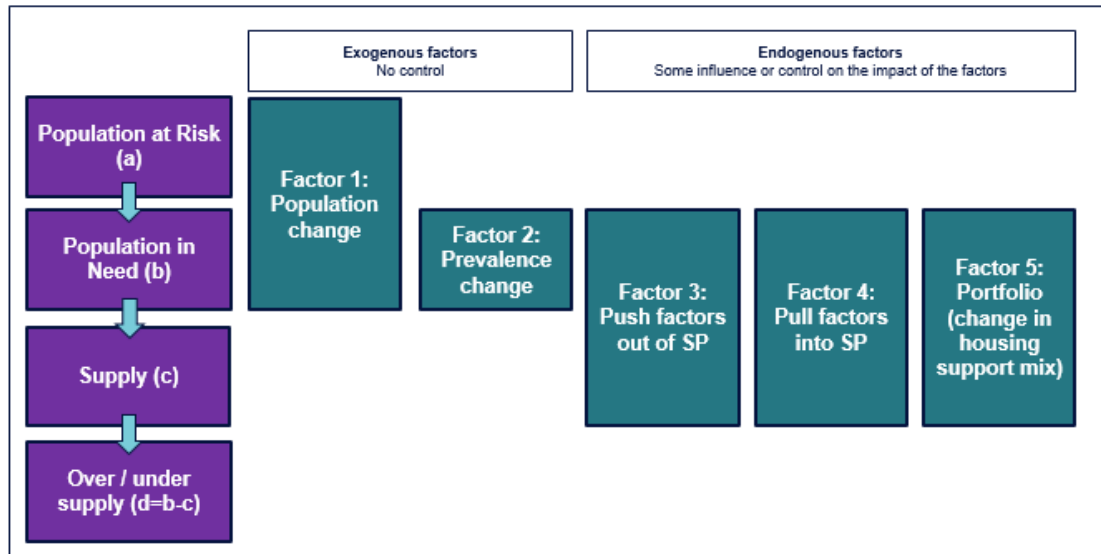 Exogenous factors
No control
Endogenous factors
Some influence or control on the impact of the factors
Population at Risk
(a)
Population in
Need (b)
Supply (c)
Over / under
supply (d=b-c)
Factor 1:
Population
change
Factor 2:
Prevalence
change
Factor 3:
Push factors
out of SP
Factor 4:
Pull factors
into SP
Factor 5:
Portfolio
(change in
housing
support mix)